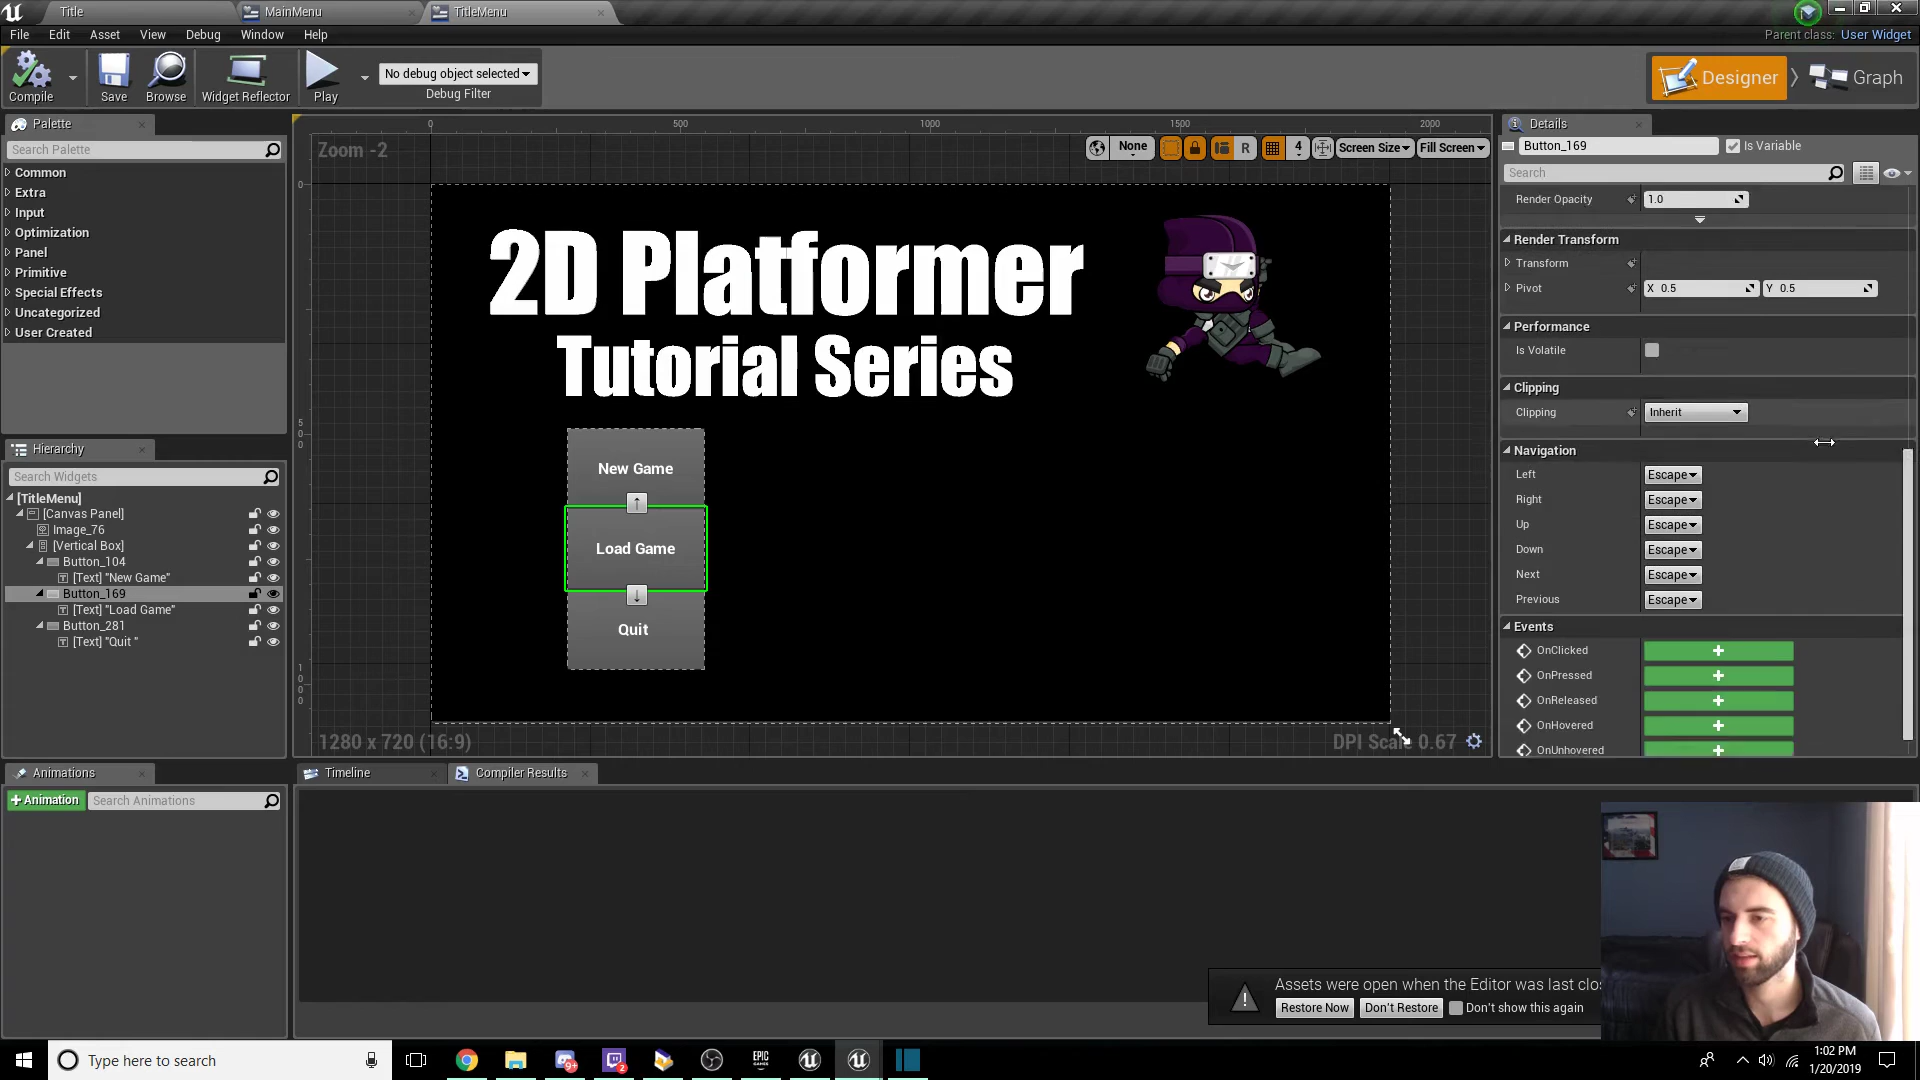 Title
MainMenu
TitleMenu
File Edit Asset View Debug Window Help
Parent class: User Widget
Compile
Save
Browse
Widget Reflector
Play
No debug object selected
Debug Filter
Designer
Graph
Palette
Search Palette
Common
Extra
Input
Optimization
Panel
Primitive
Special Effects
Uncategorized
User Created
Hierarchy
Search Widgets
[TitleMenu]
[Canvas Panel]
Image_76
[Vertical Box]
Button_104
[Text] "New Game"
Button_169
[Text] "Load Game"
Button_281
[Text] "Quit "
Animations
+Animation
Search Animations
0 500 1000 1500 2000
Zoom -2
None R 4 Screen Size Fill Screen
0
500
1000
2D Platformer
Tutorial Series
New Game
Load Game
Quit
1280 x 720 (16:9)
DPI Scale 0.67
Timeline
Compiler Results
Details
Button_169
Is Variable
Search
Render Opacity 1.0
Render Transform
Transform
Pivot X 0.5 Y 0.5
Performance
Is Volatile
Clipping
Clipping Inherit
Navigation
Left Escape
Right Escape
Up Escape
Down Escape
Next Escape
Previous Escape
Events
OnClicked +
OnPressed +
OnReleased +
OnHovered +
OnUnhovered +
Assets were open when the Editor was last clos
Restore Now Don't Restore Don't show this again
Type here to search
9+
2
EPIC
GAMES
1:02 PM
1/20/2019